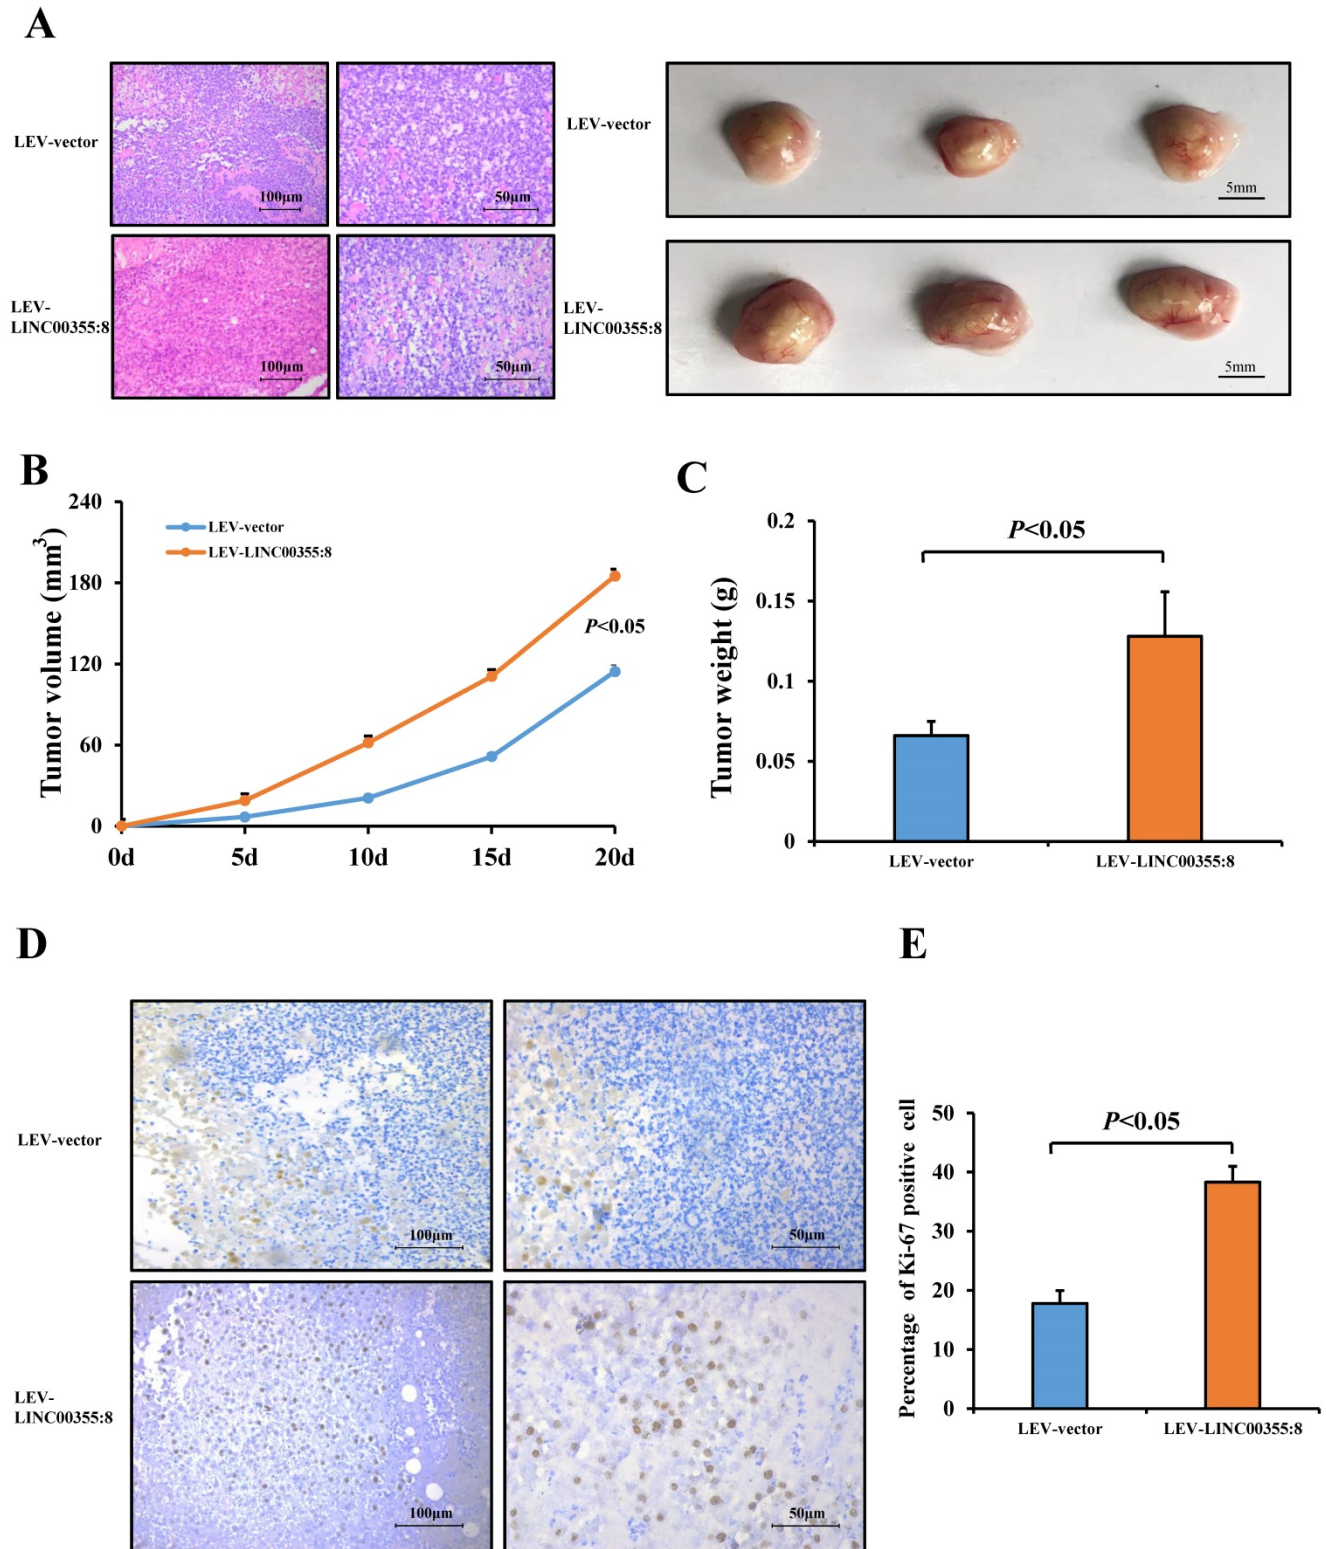 A
LEV-vector
100μm
50μm
LEV-vector
5mm
LEV-
LINC00355:8
100μm
50μm
LEV-
LINC00355:8
5mm
B
Tumor volume (mm³)
240
180
120
60
0
LEV-vector
LEV-LINC00355:8
P<0.05
0d
5d
10d
15d
20d
C
Tumor weight (g)
0.2
0.15
0.1
0.05
0
P<0.05
LEV-vector
LEV-LINC00355:8
D
LEV-vector
100μm
50μm
LEV-
LINC00355:8
100μm
50μm
E
Percentage of Ki-67 positive cell
50
40
30
20
10
0
P<0.05
LEV-vector
LEV-LINC00355:8